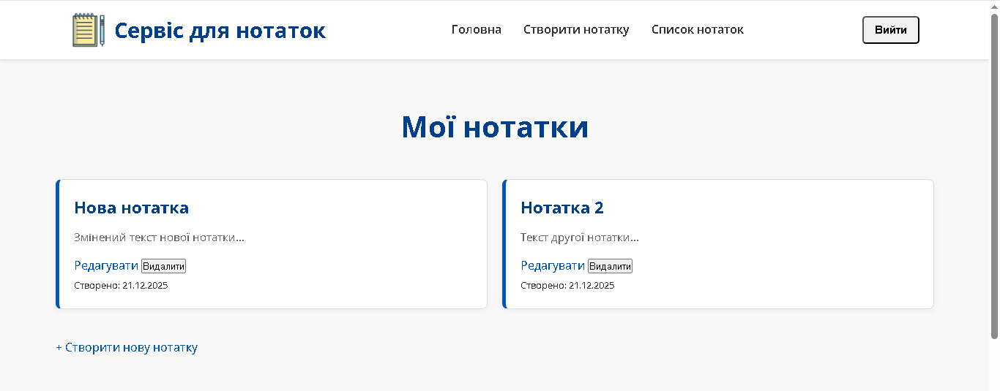 Сервіс для нотаток
Головна Створити нотатку Список нотаток
Вийти
Мої нотатки
Нова нотатка
Змінений текст нової нотатки...
Редагувати Видалити
Створено: 21.12.2025
Нотатка 2
Текст другої нотатки...
Редагувати Видалити
Створено: 21.12.2025
+ Створити нову нотатку